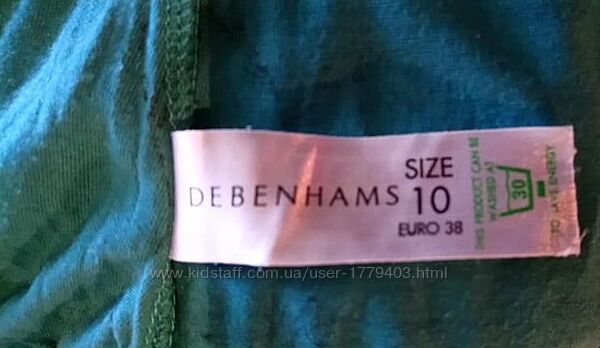 DEBENHAMS
SIZE
10
EURO 38
THIS PRODUCT CAN BE
WASHED AT
30
TO SAVE ENERGY
www.kidstaff.com.ua/user-1779403.html